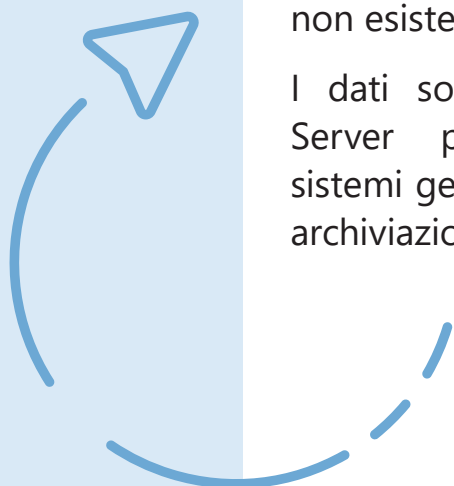 non esiste
I dati so
Server p
sistemi ge
archiviazio